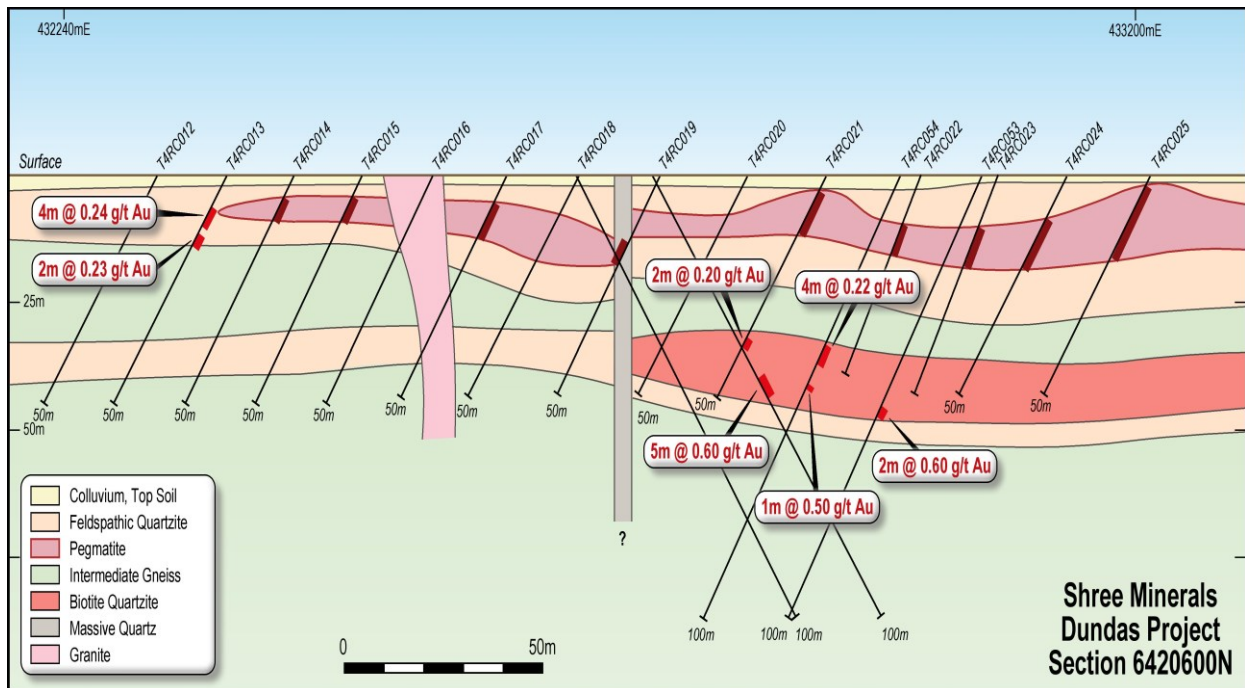 432240mE
433200mE
T4RC012
T4RC013
T4RC014
T4RC015
T4RC016
T4RC017
T4RC018
T4RC019
T4RC020
T4RC021
T4RC054
T4RC022
T4RC053
T4RC023
T4RC024
T4RC025
Surface
4m @ 0.24 g/t Au
2m @ 0.23 g/t Au
2m @ 0.20 g/t Au
4m @ 0.22 g/t Au
25m
50m
50m
50m
50m
50m
50m
50m
50m
50m
50m
50m
50m
50m
5m @ 0.60 g/t Au
2m @ 0.60 g/t Au
1m @ 0.50 g/t Au
?
100m
100m
100m
100m
Colluvium, Top Soil
Feldspathic Quartzite
Pegmatite
Intermediate Gneiss
Biotite Quartzite
Massive Quartz
Granite
0
50m
Shree Minerals
Dundas Project
Section 6420600N